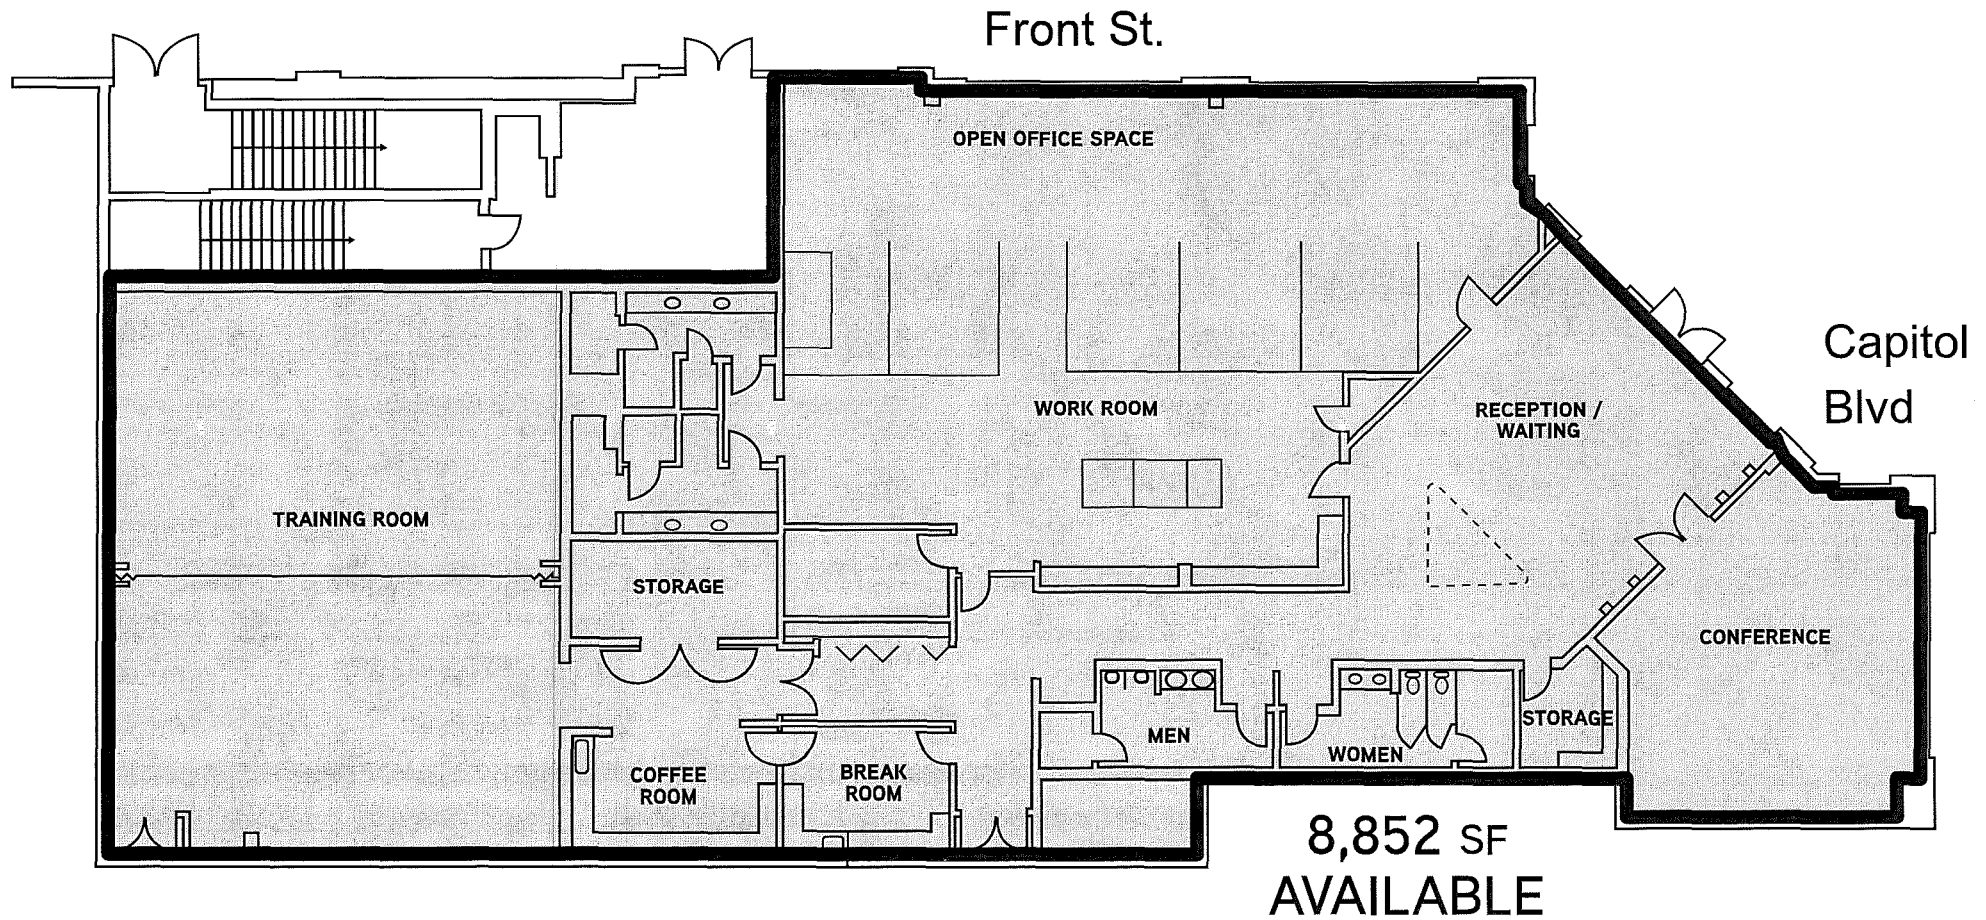 Front St.
OPEN OFFICE SPACE
Capitol
Blvd
WORK ROOM
RECEPTION /
WAITING
TRAINING ROOM
STORAGE
CONFERENCE
STORAGE
MEN
WOMEN
COFFEE
ROOM
BREAK
ROOM
8,852 SF
AVAILABLE